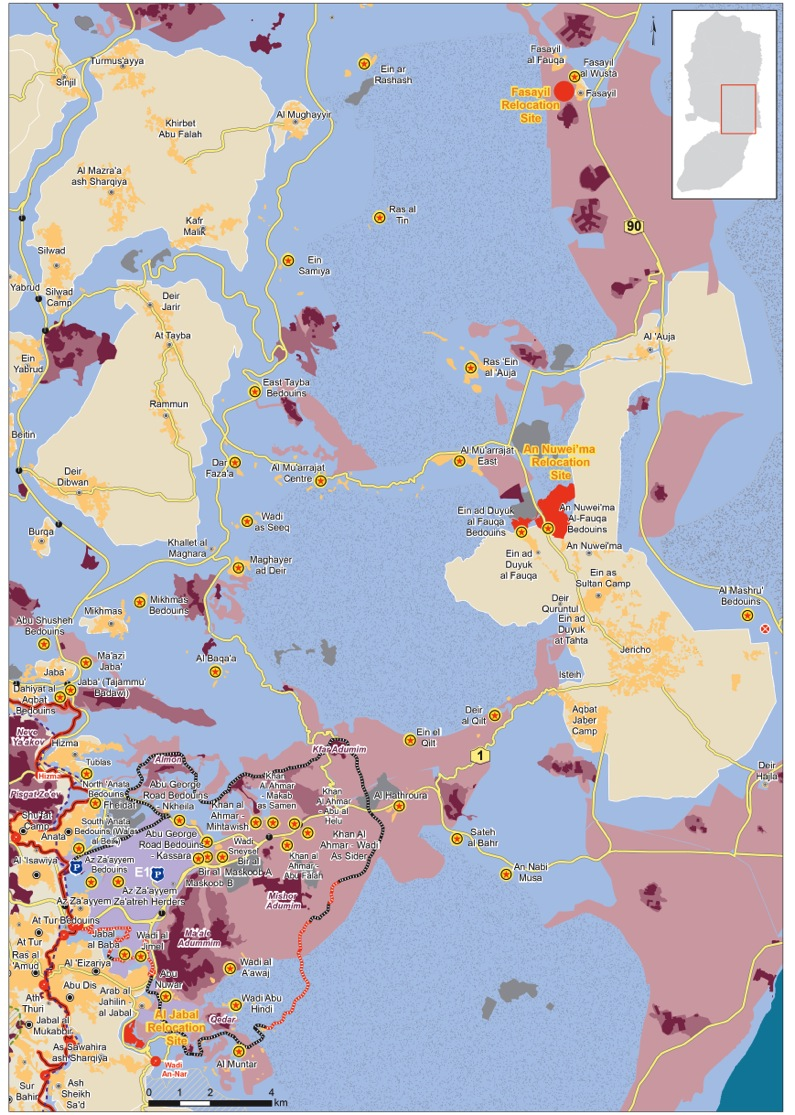 Turmus'ayya
Sinjil
Ein ar
Rashash
Fasayil
al Fauqa
Fasayil
al Wusta
Fasayil
Fasayil
Relocation
Site
Khirbet
Abu Falah
Al Mughayyir
Al Mazra'a
ash Sharqiya
Kafr
Malik
Ras al
Tin
90
Silwad
Ein
Samiya
Yabrud
Silwad
Camp
Deir
Jarir
At Tayba
Al 'Auja
Ein
Yabrud
Ras 'Ein
al 'Auja
East Tayba
Bedouins
Rammun
Beitin
Al Mu'arrajat
East
An Nuwei'ma
Relocation
Site
Dar
Faza'a
Al Mu'arrajat
Centre
Deir
Dibwan
Ein ad Duyuk
al Fauqa
Bedouins
An Nuwei'ma
Al-Fauqa
Bedouins
Wadi
as Seeq
Burqa
Khallet al
Maghara
An Nuwei'ma
Ein ad
Duyuk
al Fauqa
Maghayer
ad Deir
Ein as
Sultan Camp
Al Mashru'
Bedouins
Mikhmas
Bedouins
Mikhmas
Deir
Quruntul
Ein ad
Duyuk
at Tahta
Abu Shusheh
Bedouins
Jericho
Ma'azi
Jaba'
Al Baqa'a
Jaba'
Jaba' (Tajammu'
Badawi)
Dahiyat al
Aqbat
Bedouins
Isteih
Deir
al Qilt
Aqbat
Jaber
Camp
Neve
Ya'akov
Hizma
Ein el
Qilt
Kfar Adumim
1
Almon
Tublas
Hizma
Deir
Hajla
North 'Anata
Bedouins
Fheidat
Pisgat Ze'ev
Abu George
Road Bedouins
- Nkheila
Khan
Al Ahmar
- Makab
as Samen
Khan
Al Ahmar
- Abu al
Helu
Al Hathroura
Khan al
Ahmar -
Mihtawish
Shu'fat
Camp
Anata
South 'Anata
Bedouins (Wa'ar
al Beik)
Abu George
Road Bedouins
- Kassara
Wadi
Sneysel
Khan Al
Ahmar - Wadi
As Sider
Sateh
al Bahr
Khan al
Ahmar -
Abu Falah
Al 'Isawiya
Az Za'ayyem
Bedouins
E1
P
P
Bir al
Maskoob B
Bir al
Maskoob A
An Nabi
Musa
Az Za'ayyem
Za'atreh Herders
Az Za'ayyem
Mishor
Adumim
At Tur Bedouins
At Tur
Jabal
al Baba
Wadi al
Jimel
Ma'ale
Adummim
Ras al
'Amud
Al 'Eizariya
Wadi al
A'awaj
Abu Dis
Abu
Nuwar
Ath
Thuri
Arab al
Jahilin -
al Jabal
Wadi Abu
Hindi
Jabal al
Mukabbir
Al Jabal
Relocation
Site
Qedar
As Sawahira
ash Sharqiya
Wadi
An-Nar
Al Muntar
Sur
Bahir
Ash
Sheikh
Sa'd
0 1 2 4
km